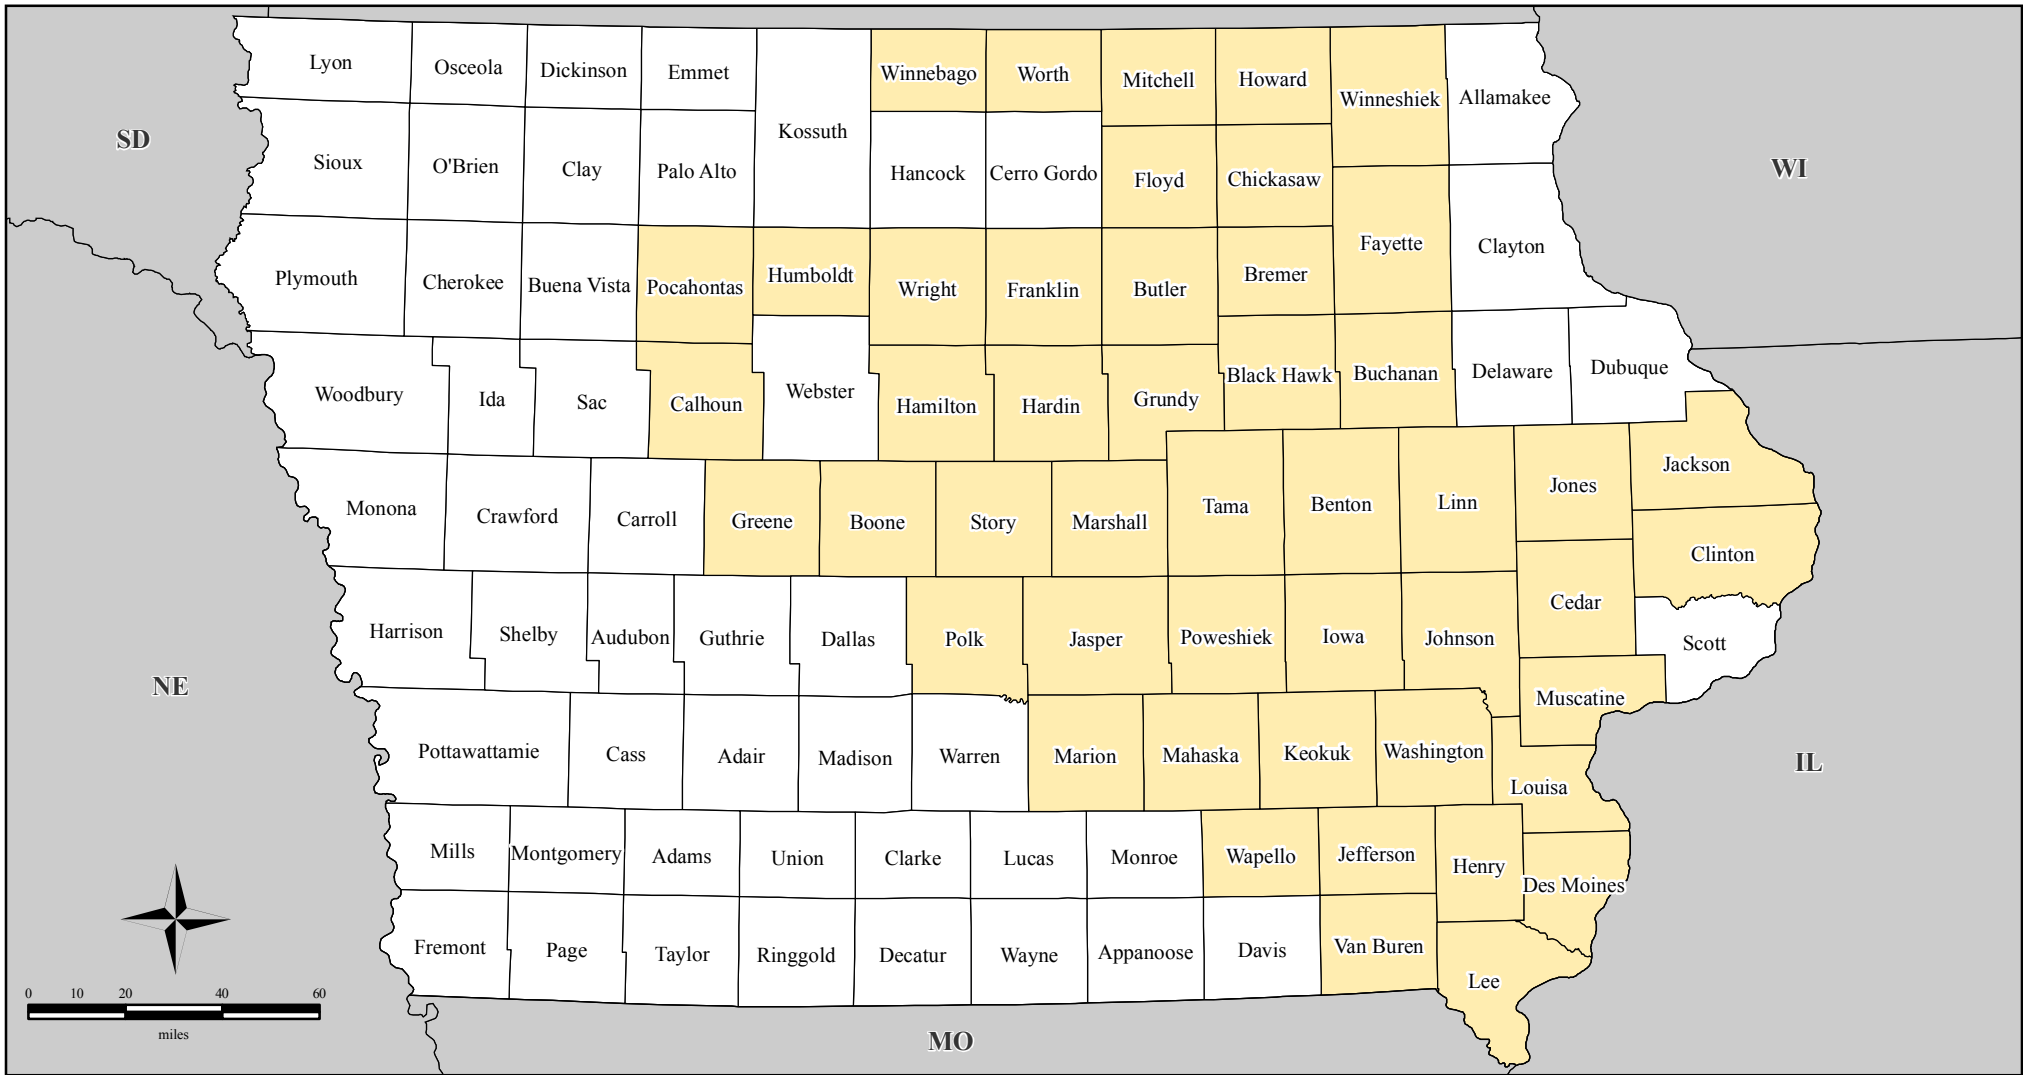 Lyon
Osceola
Dickinson
Emmet
Kossuth
Winnebago
Worth
Mitchell
Howard
Winneshiek
Allamakee
SD
Sioux
O'Brien
Clay
Palo Alto
Hancock
Cerro Gordo
Floyd
Chickasaw
WI
Plymouth
Cherokee
Buena Vista
Pocahontas
Humboldt
Wright
Franklin
Butler
Bremer
Fayette
Clayton
Woodbury
Ida
Sac
Calhoun
Webster
Hamilton
Hardin
Grundy
Black Hawk
Buchanan
Delaware
Dubuque
Monona
Crawford
Carroll
Greene
Boone
Story
Marshall
Tama
Benton
Linn
Jones
Jackson
Clinton
Harrison
Shelby
Audubon
Guthrie
Dallas
Polk
Jasper
Poweshiek
Iowa
Johnson
Cedar
Scott
NE
Muscatine
Pottawattamie
Cass
Adair
Madison
Warren
Marion
Mahaska
Keokuk
Washington
Louisa
IL
Mills
Montgomery
Adams
Union
Clarke
Lucas
Monroe
Wapello
Jefferson
Henry
Des Moines
Fremont
Page
Taylor
Ringgold
Decatur
Wayne
Appanoose
Davis
Van Buren
Lee
0 10 20 40 60
miles
MO